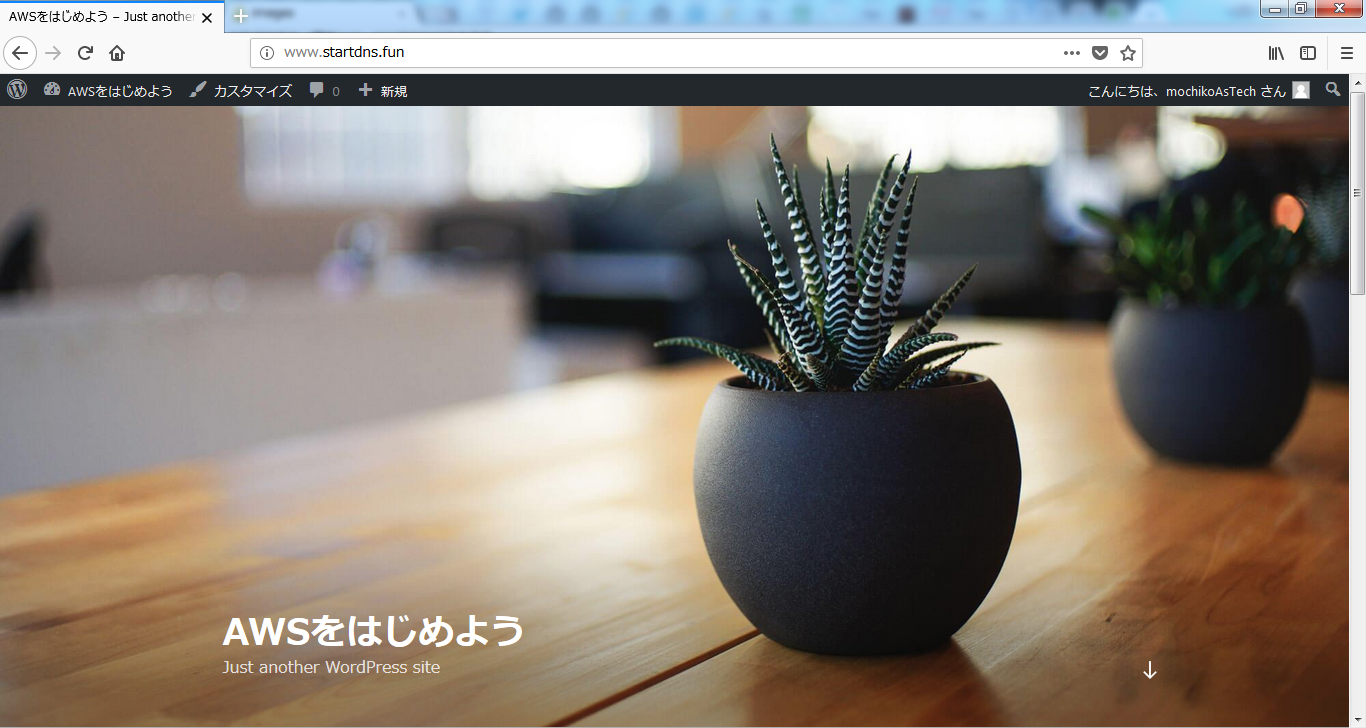 AWSをはじめよう – Just another
www.startdns.fun
AWSをはじめよう カスタマイズ 0 新規 こんにちは、mochikoAsTech さん
AWSをはじめよう
Just another WordPress site